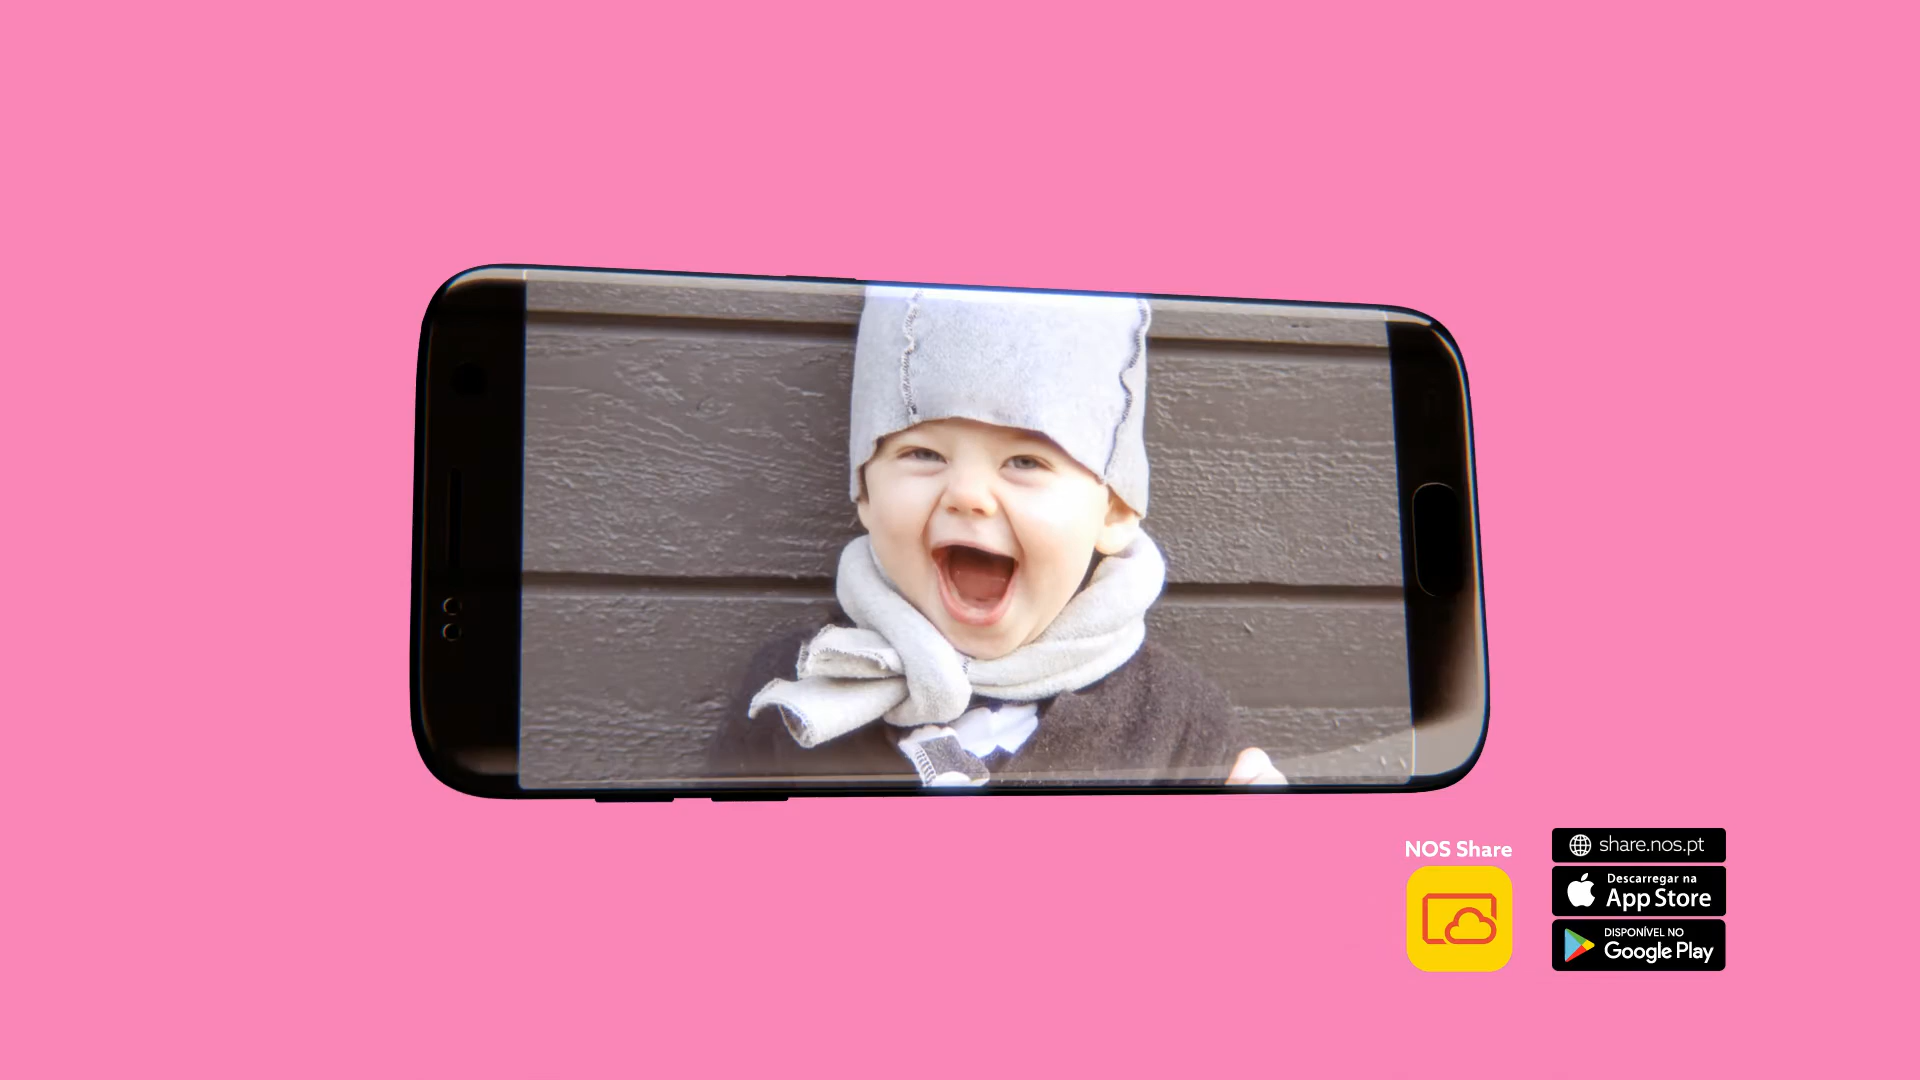 NOS Share
share.nos.pt
Descarregar na
App Store
DISPONÍVEL NO
Google Play